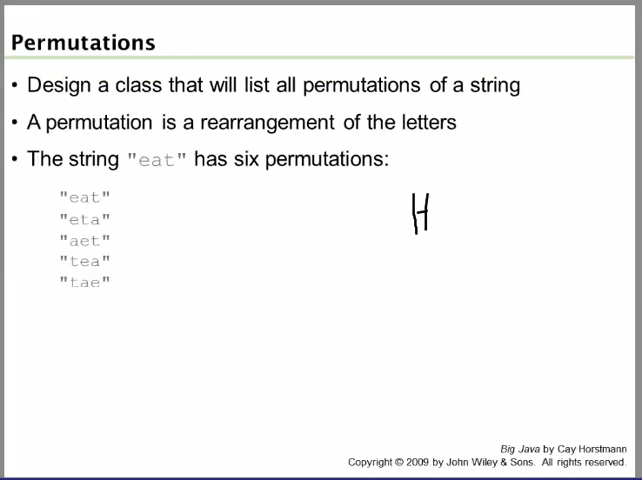 Permutations
• Design a class that will list all permutations of a string
• A permutation is a rearrangement of the letters
• The string "eat" has six permutations:
"eat"
"eta"
"aet"
"tea"
"tae"
H
Big Java by Cay Horstmann
Copyright © 2009 by John Wiley & Sons. All rights reserved.